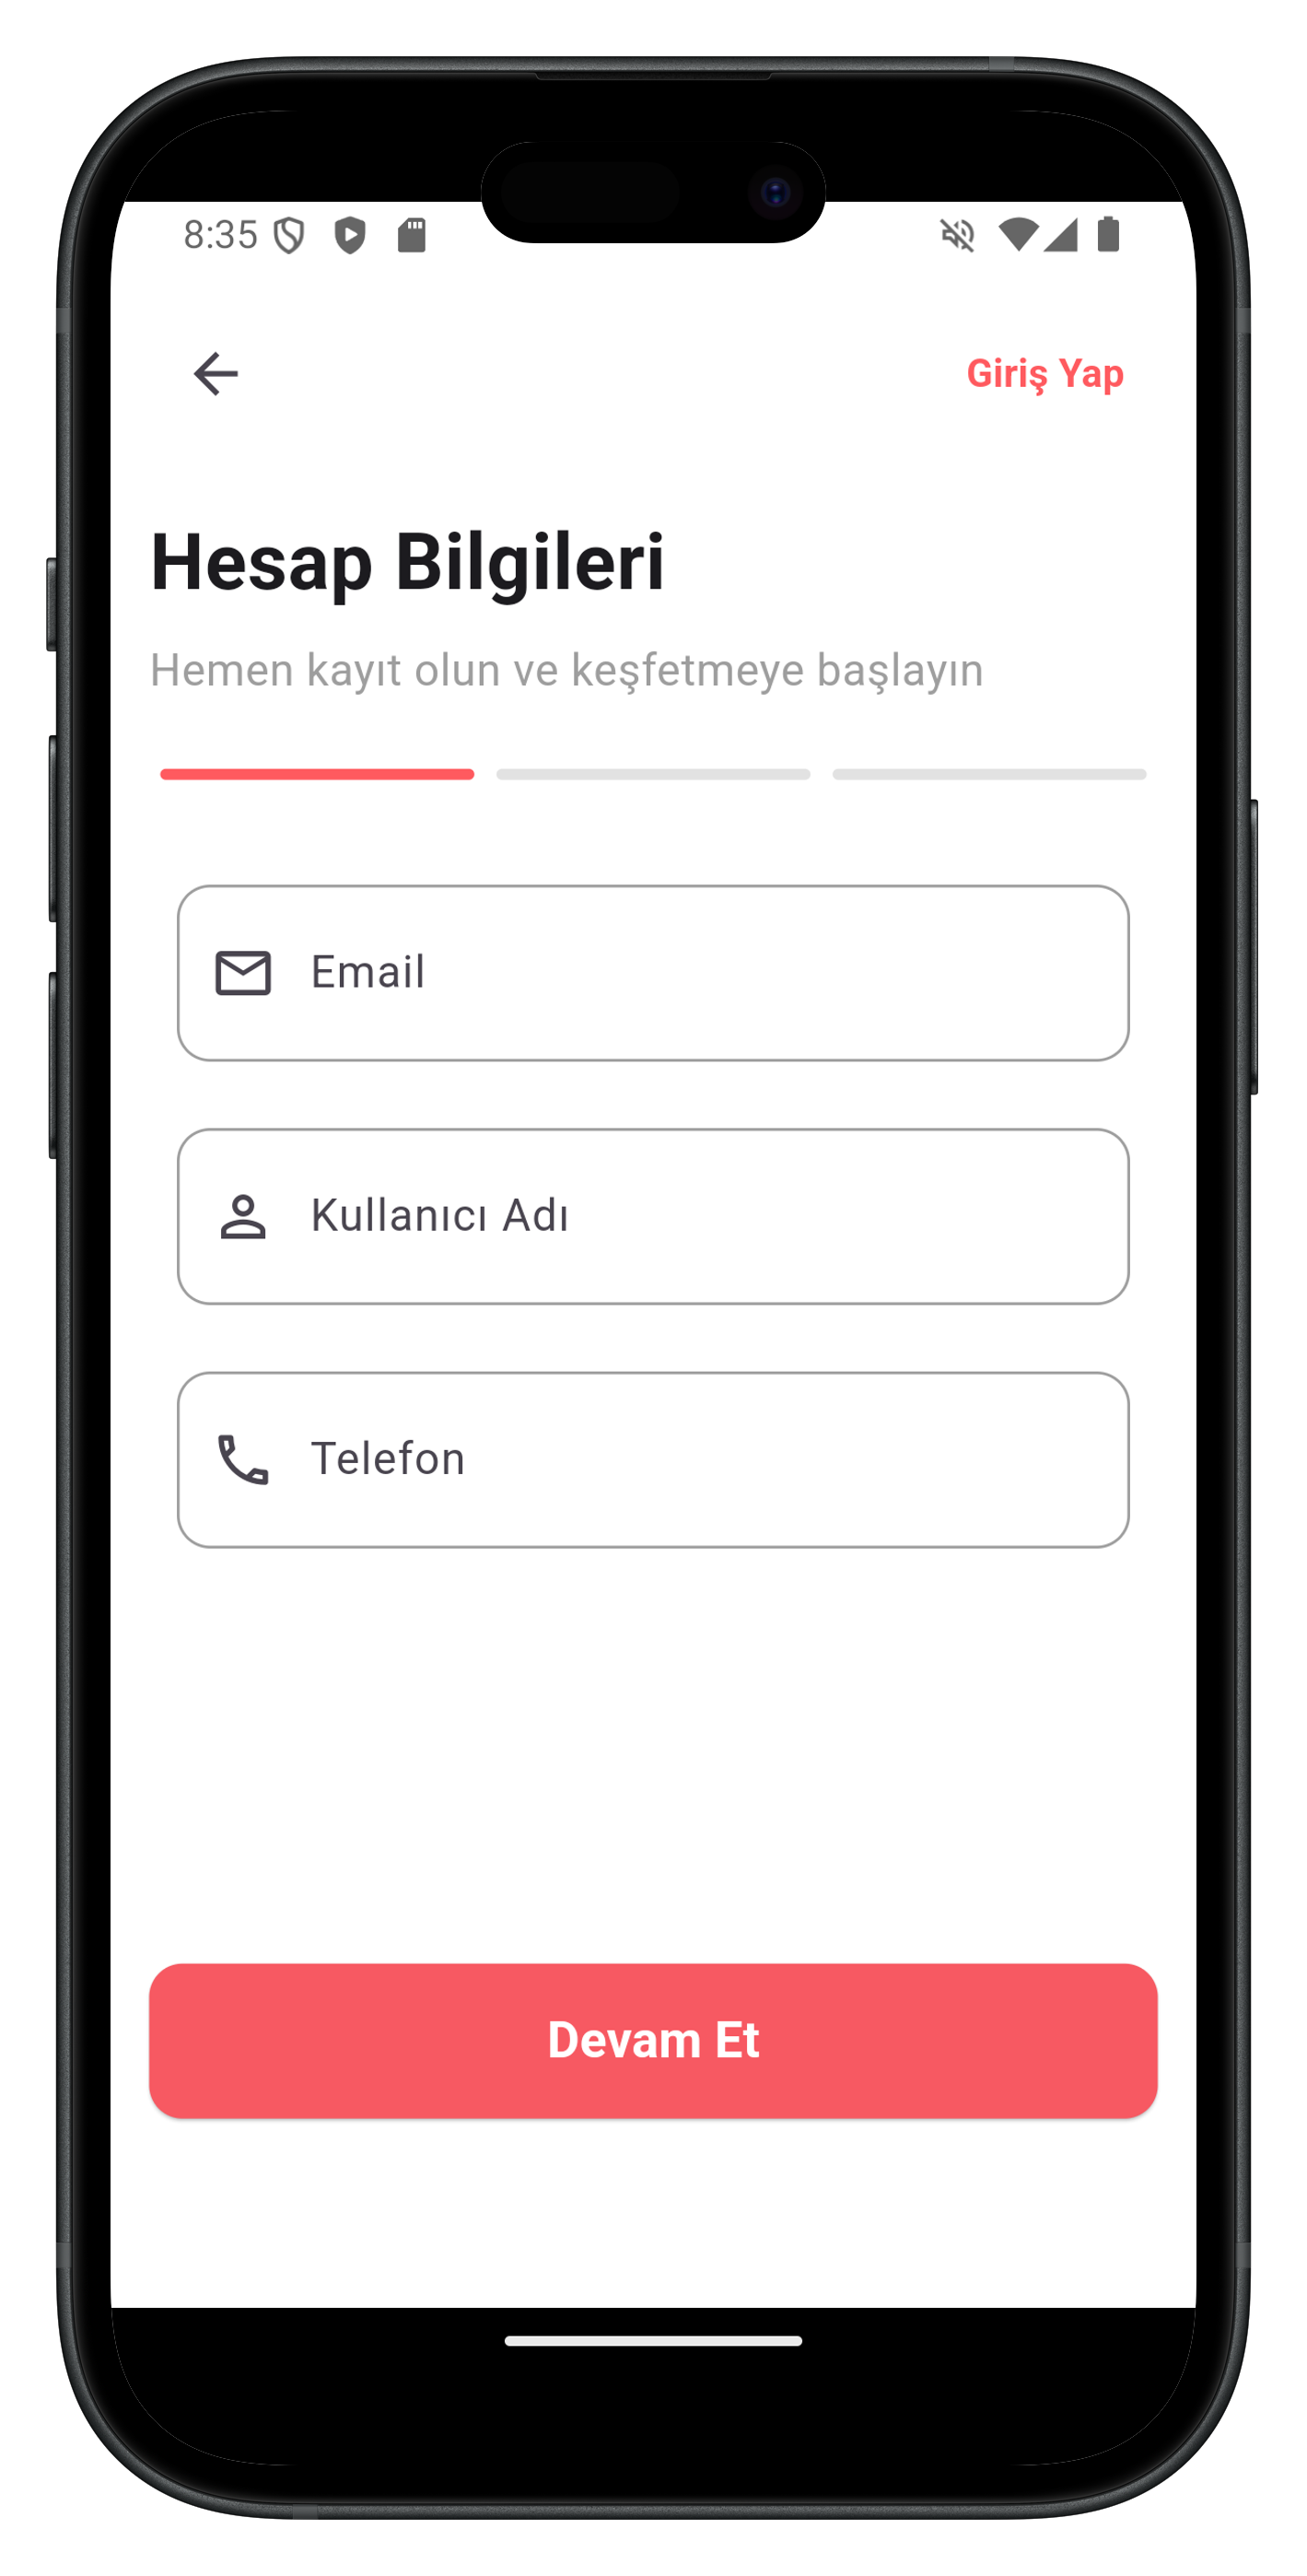 8:35
Giriş Yap
Hesap Bilgileri
Hemen kayıt olun ve keşfetmeye başlayın
Email
Kullanıcı Adı
Telefon
Devam Et